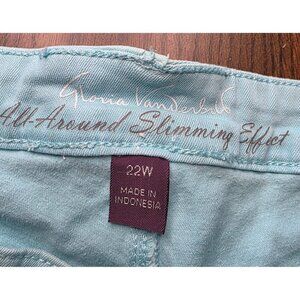 Gloria Vanderbilt
All-Around Slimming Effect
22W
MADE IN
INDONESIA